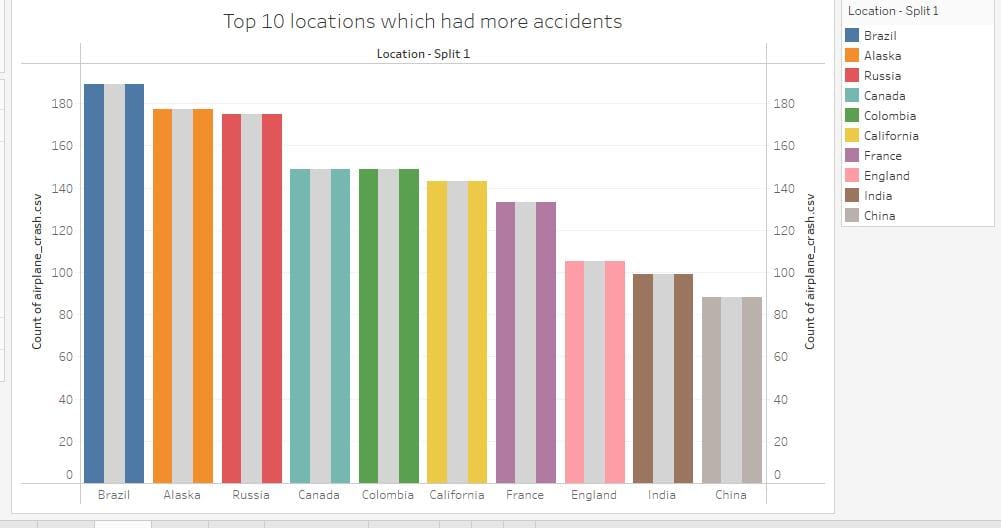 Top 10 locations which had more accidents
Location - Split 1
Count of airplane_crash.csv
180
160
140
120
100
80
60
40
20
0
180
160
140
120
100
80
60
40
20
0
Count of airplane_crash.csv
Brazil Alaska Russia Canada Colombia California France England India China
Location - Split 1
Brazil
Alaska
Russia
Canada
Colombia
California
France
England
India
China